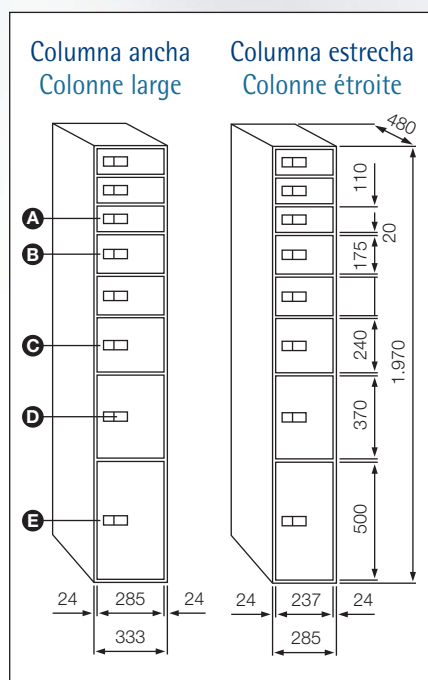 Columna ancha
Colonne large
Columna estrecha
Colonne étroite
480
A
B
C
D
E
110
20
175
240
370
500
1.970
24 285 24
333
24 237 24
285